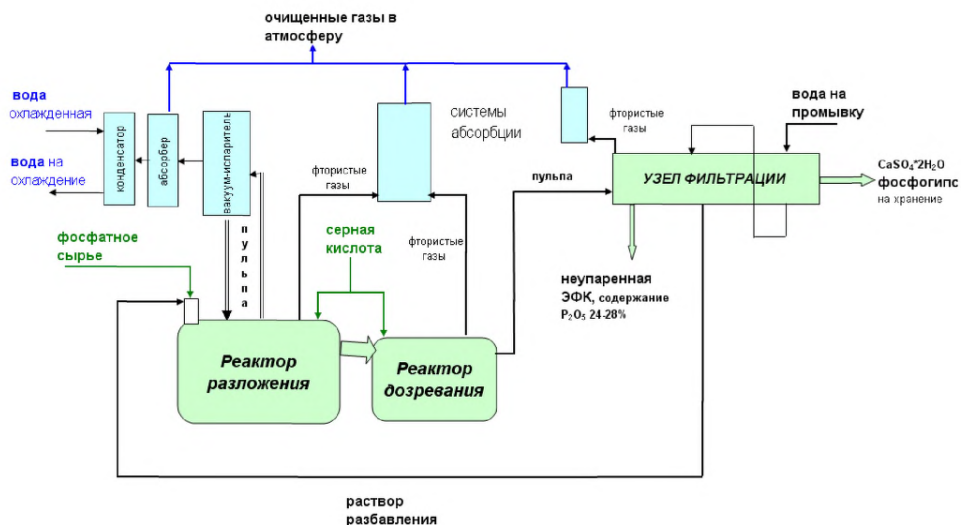 очищенные газы в
атмосферу
вода
охлажденная
вода на
охлаждение
конденсатор
абсорбер
вакуум-испаритель
системы
абсорбции
фтористые
газы
вода на
промывку
УЗЕЛ ФИЛЬТРАЦИИ
CaSO₄*2H₂O
фосфогипс
на хранение
пульпа
фтористые
газы
пульпа
серная
кислота
фтористые
газы
фосфатное
сырье
неупаренная
ЭФК, содержание
P₂O₅ 24-28%
Реактор
разложения
Реактор
дозревания
раствор
разбавления